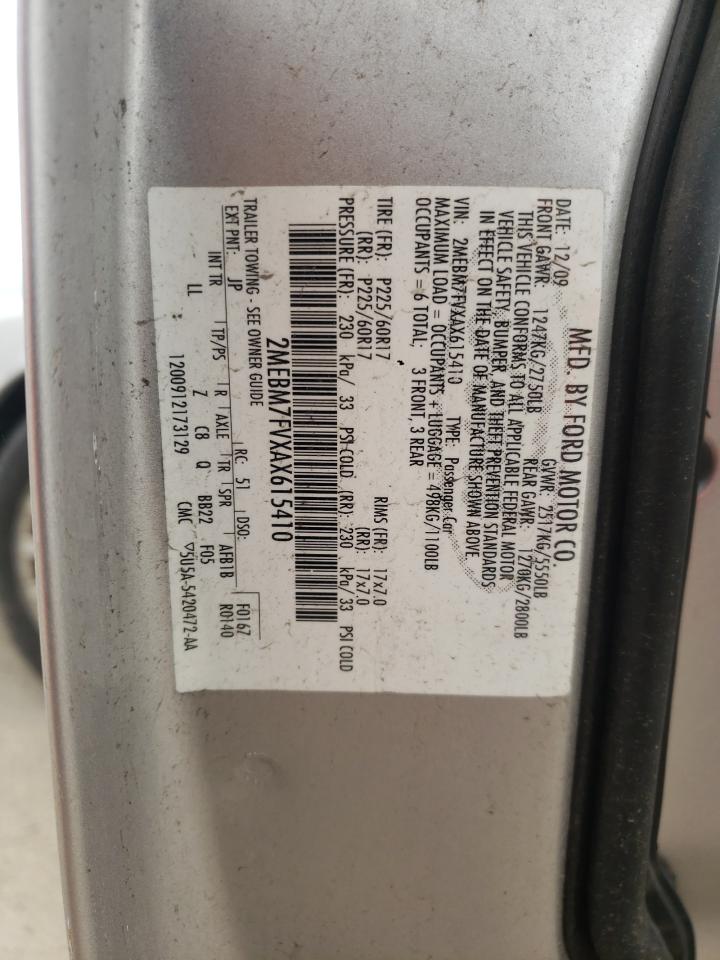 MFD. BY FORD MOTOR CO
DATE: 12/09 GVWR: 2517KG/5550LB
FRONT GAWR: 1247KG/2750LB REAR GAWR: 1270KG/2800LB
THIS VEHICLE CONFORMS TO ALL APPLICABLE FEDERAL MOTOR
VEHICLE SAFETY, BUMPER, AND THEFT PREVENTION STANDARDS
IN EFFECT ON THE DATE OF MANUFACTURE SHOWN ABOVE.
VIN: 2MEBM7FVXAX615410 TYPE: Passenger Car
MAXIMUM LOAD = OCCUPANTS + LUGGAGE = 498KG/1100LB
OCCUPANTS = 6 TOTAL; 3 FRONT, 3 REAR
TIRE (FR): P225/60R17 RIMS (FR): 17x7.0
(RR): P225/60R17 (RR): 17x7.0
PRESSURE (FR): 230 kPa/ 33 PSI COLD (RR): 230 kPa/ 33 PSI COLD
2MEBM7FVXAX615410
TRAILER TOWING - SEE OWNER GUIDE
EXT PNT: JP RC: 51 DSO: F0167
R0140
INT TR TP/PS R AXLE TR SPR AFB1B
LL Z C8 Q BB22 F05
1200912173129 CMC 5U5A-5420472-AA